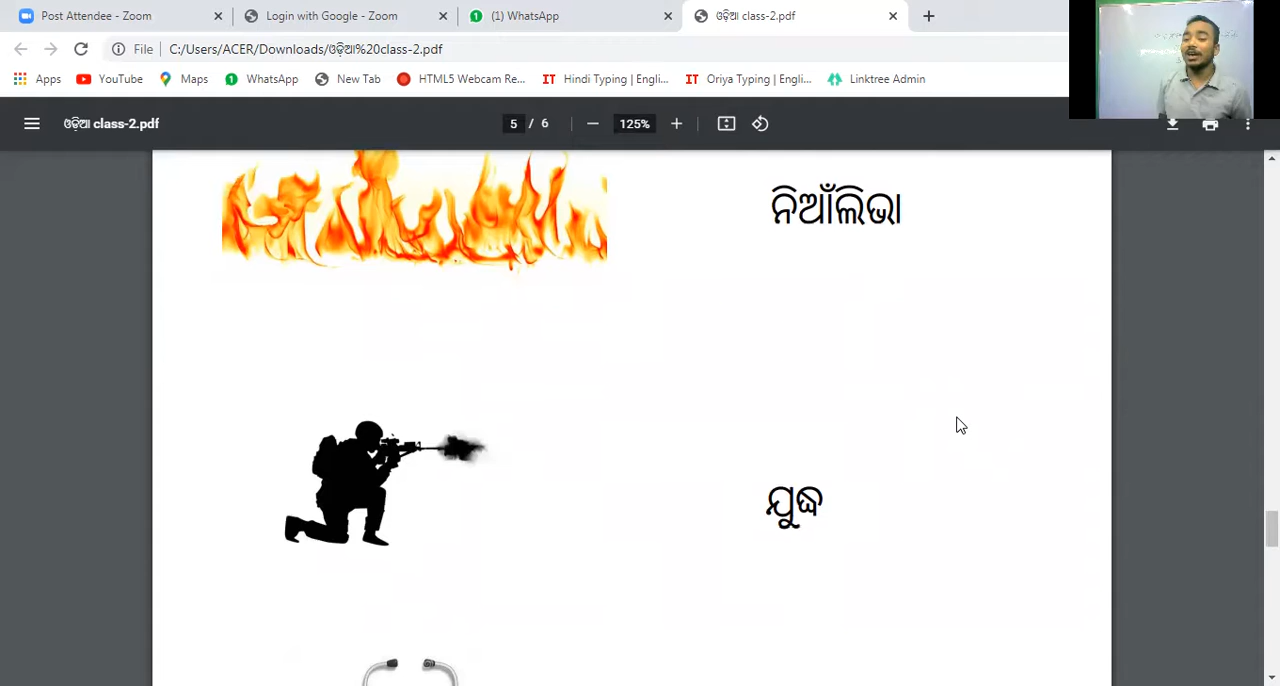 Post Attendee - Zoom
Login with Google - Zoom
(1) WhatsApp
ଓଡ଼ିଆ class-2.pdf
File
C:/Users/ACER/Downloads/ଓଡ଼ିଆ%20class-2.pdf
Apps
YouTube
Maps
WhatsApp
New Tab
HTML5 Webcam Re...
Hindi Typing | Engli...
Oriya Typing | Engli...
Linktree Admin
ଓଡ଼ିଆ class-2.pdf
5 / 6
125%
ନିଆଁଲିଭା
ଯୁଦ୍ଧ